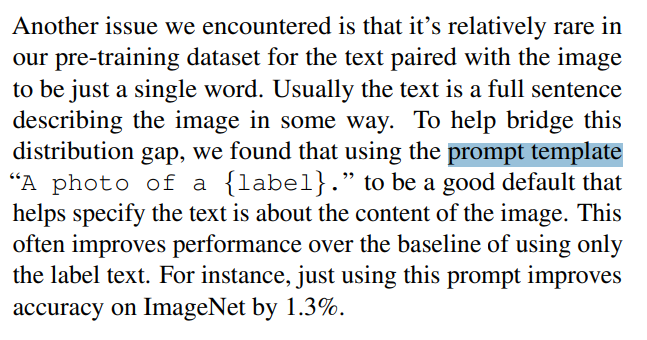 Another issue we encountered is that it's relatively rare in
our pre-training dataset for the text paired with the image
to be just a single word. Usually the text is a full sentence
describing the image in some way. To help bridge this
distribution gap, we found that using the prompt template
“A photo of a {label}.” to be a good default that
helps specify the text is about the content of the image. This
often improves performance over the baseline of using only
the label text. For instance, just using this prompt improves
accuracy on ImageNet by 1.3%.